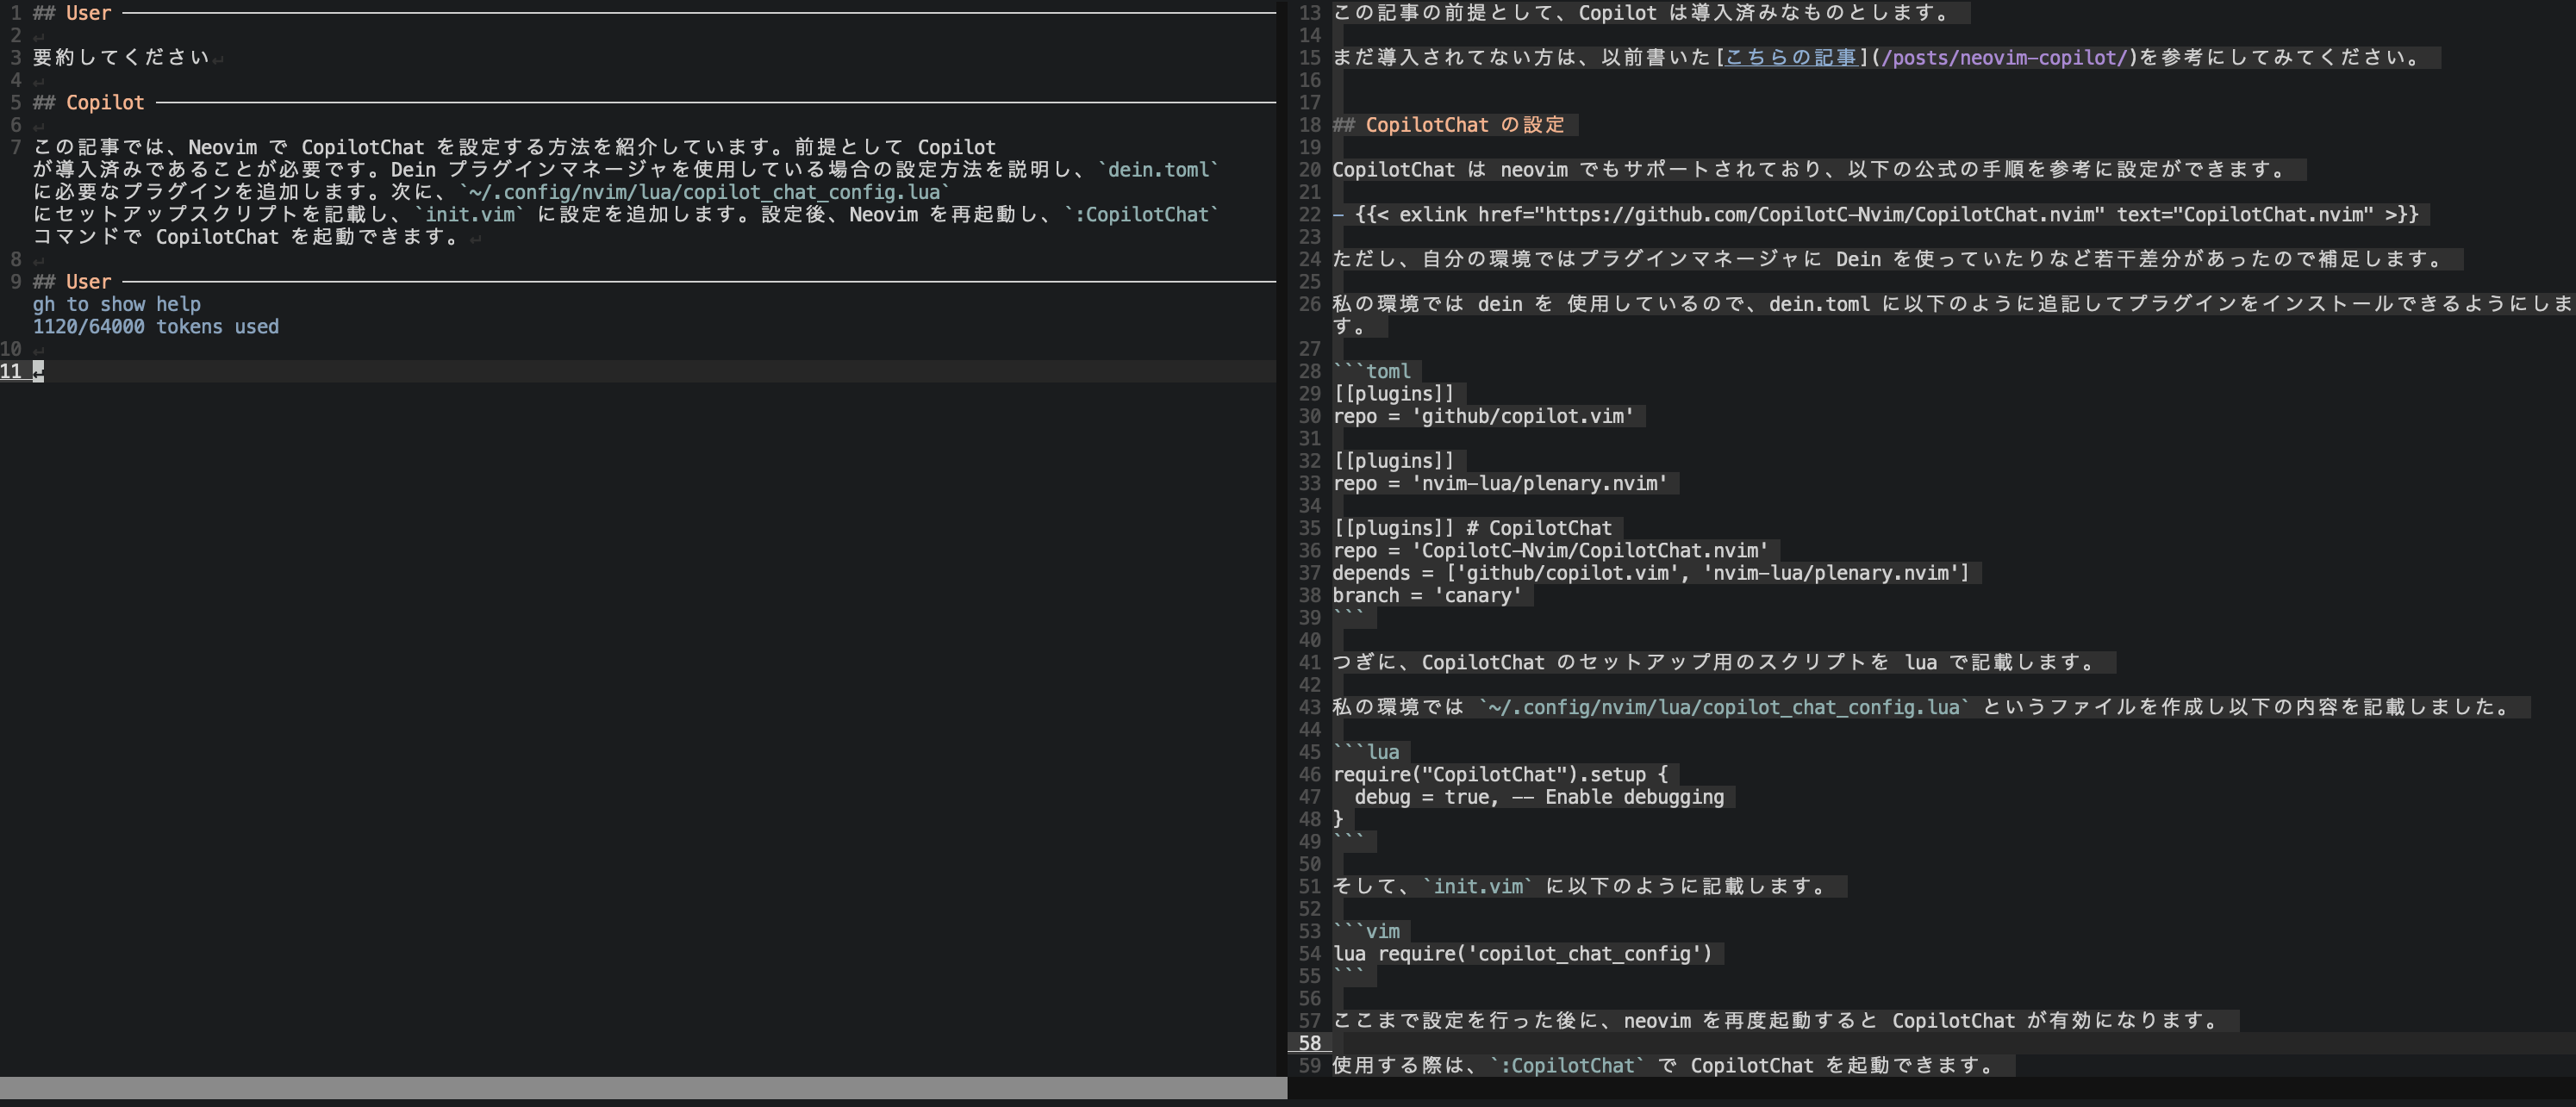 1 ## User
2
3 要約してください
4
5 ## Copilot
6
7 この記事では、Neovim で CopilotChat を設定する方法を紹介しています。前提として Copilot
が導入済みであることが必要です。Dein プラグインマネージャを使用している場合の設定方法を説明し、`dein.toml`
に必要なプラグインを追加します。次に、`~/.config/nvim/lua/copilot_chat_config.lua`
にセットアップスクリプトを記載し、`init.vim` に設定を追加します。設定後、Neovim を再起動し、`:CopilotChat`
コマンドで CopilotChat を起動できます。
8
9 ## User
gh to show help
1120/64000 tokens used
10
11
13 この記事の前提として、Copilot は導入済みなものとします。
14
15 まだ導入されてない方は、以前書いた[こちらの記事](/posts/neovim-copilot/)を参考にしてみてください。
16
17
18 ## CopilotChat の設定
19
20 CopilotChat は neovim でもサポートされており、以下の公式の手順を参考に設定ができます。
21
22 - {{< exlink href="https://github.com/CopilotC-Nvim/CopilotChat.nvim" text="CopilotChat.nvim" >}}
23
24 ただし、自分の環境ではプラグインマネージャに Dein を使っていたりなど若干差分があったので補足します。
25
26 私の環境では dein を 使用しているので、dein.toml に以下のように追記してプラグインをインストールできるようにしま
す。
27
28 ```toml
29 [[plugins]]
30 repo = 'github/copilot.vim'
31
32 [[plugins]]
33 repo = 'nvim-lua/plenary.nvim'
34
35 [[plugins]] # CopilotChat
36 repo = 'CopilotC-Nvim/CopilotChat.nvim'
37 depends = ['github/copilot.vim', 'nvim-lua/plenary.nvim']
38 branch = 'canary'
39 ```
40
41 つぎに、CopilotChat のセットアップ用のスクリプトを lua で記載します。
42
43 私の環境では `~/.config/nvim/lua/copilot_chat_config.lua` というファイルを作成し以下の内容を記載しました。
44
45 ```lua
46 require("CopilotChat").setup {
47   debug = true, -- Enable debugging
48 }
49 ```
50
51 そして、`init.vim` に以下のように記載します。
52
53 ```vim
54 lua require('copilot_chat_config')
55 ```
56
57 ここまで設定を行った後に、neovim を再度起動すると CopilotChat が有効になります。
58
59 使用する際は、`:CopilotChat` で CopilotChat を起動できます。